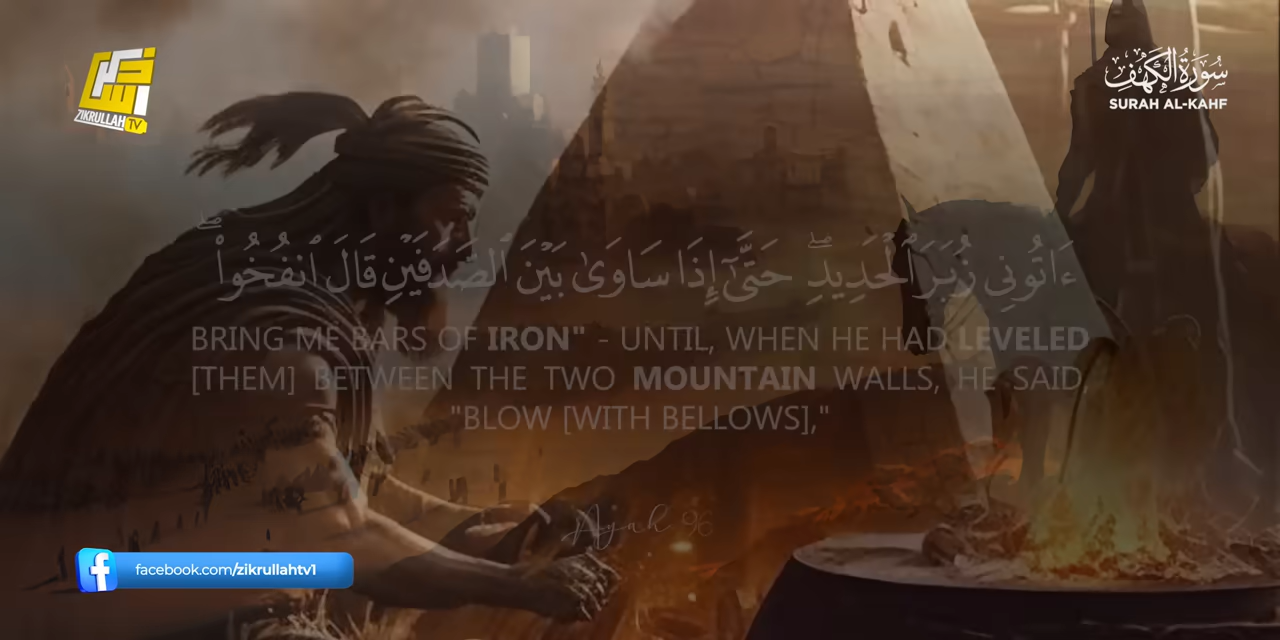 ذكر الله
ZIKRULLAH TV
سُورَةُ الْكَهْفِ
SURAH AL-KAHF
ءَاتُونِي زُبَرَ ٱلْحَدِيدِ ۖ حَتَّىٰٓ إِذَا سَاوَىٰ بَيْنَ ٱلصَّدَفَيْنِ قَالَ ٱنفُخُوا۟ ۖ
BRING ME BARS OF IRON" - UNTIL, WHEN HE HAD LEVELED
[THEM] BETWEEN THE TWO MOUNTAIN WALLS, HE SAID
"BLOW [WITH BELLOWS],"
Ayah 96
facebook.com/zikrullahtv1